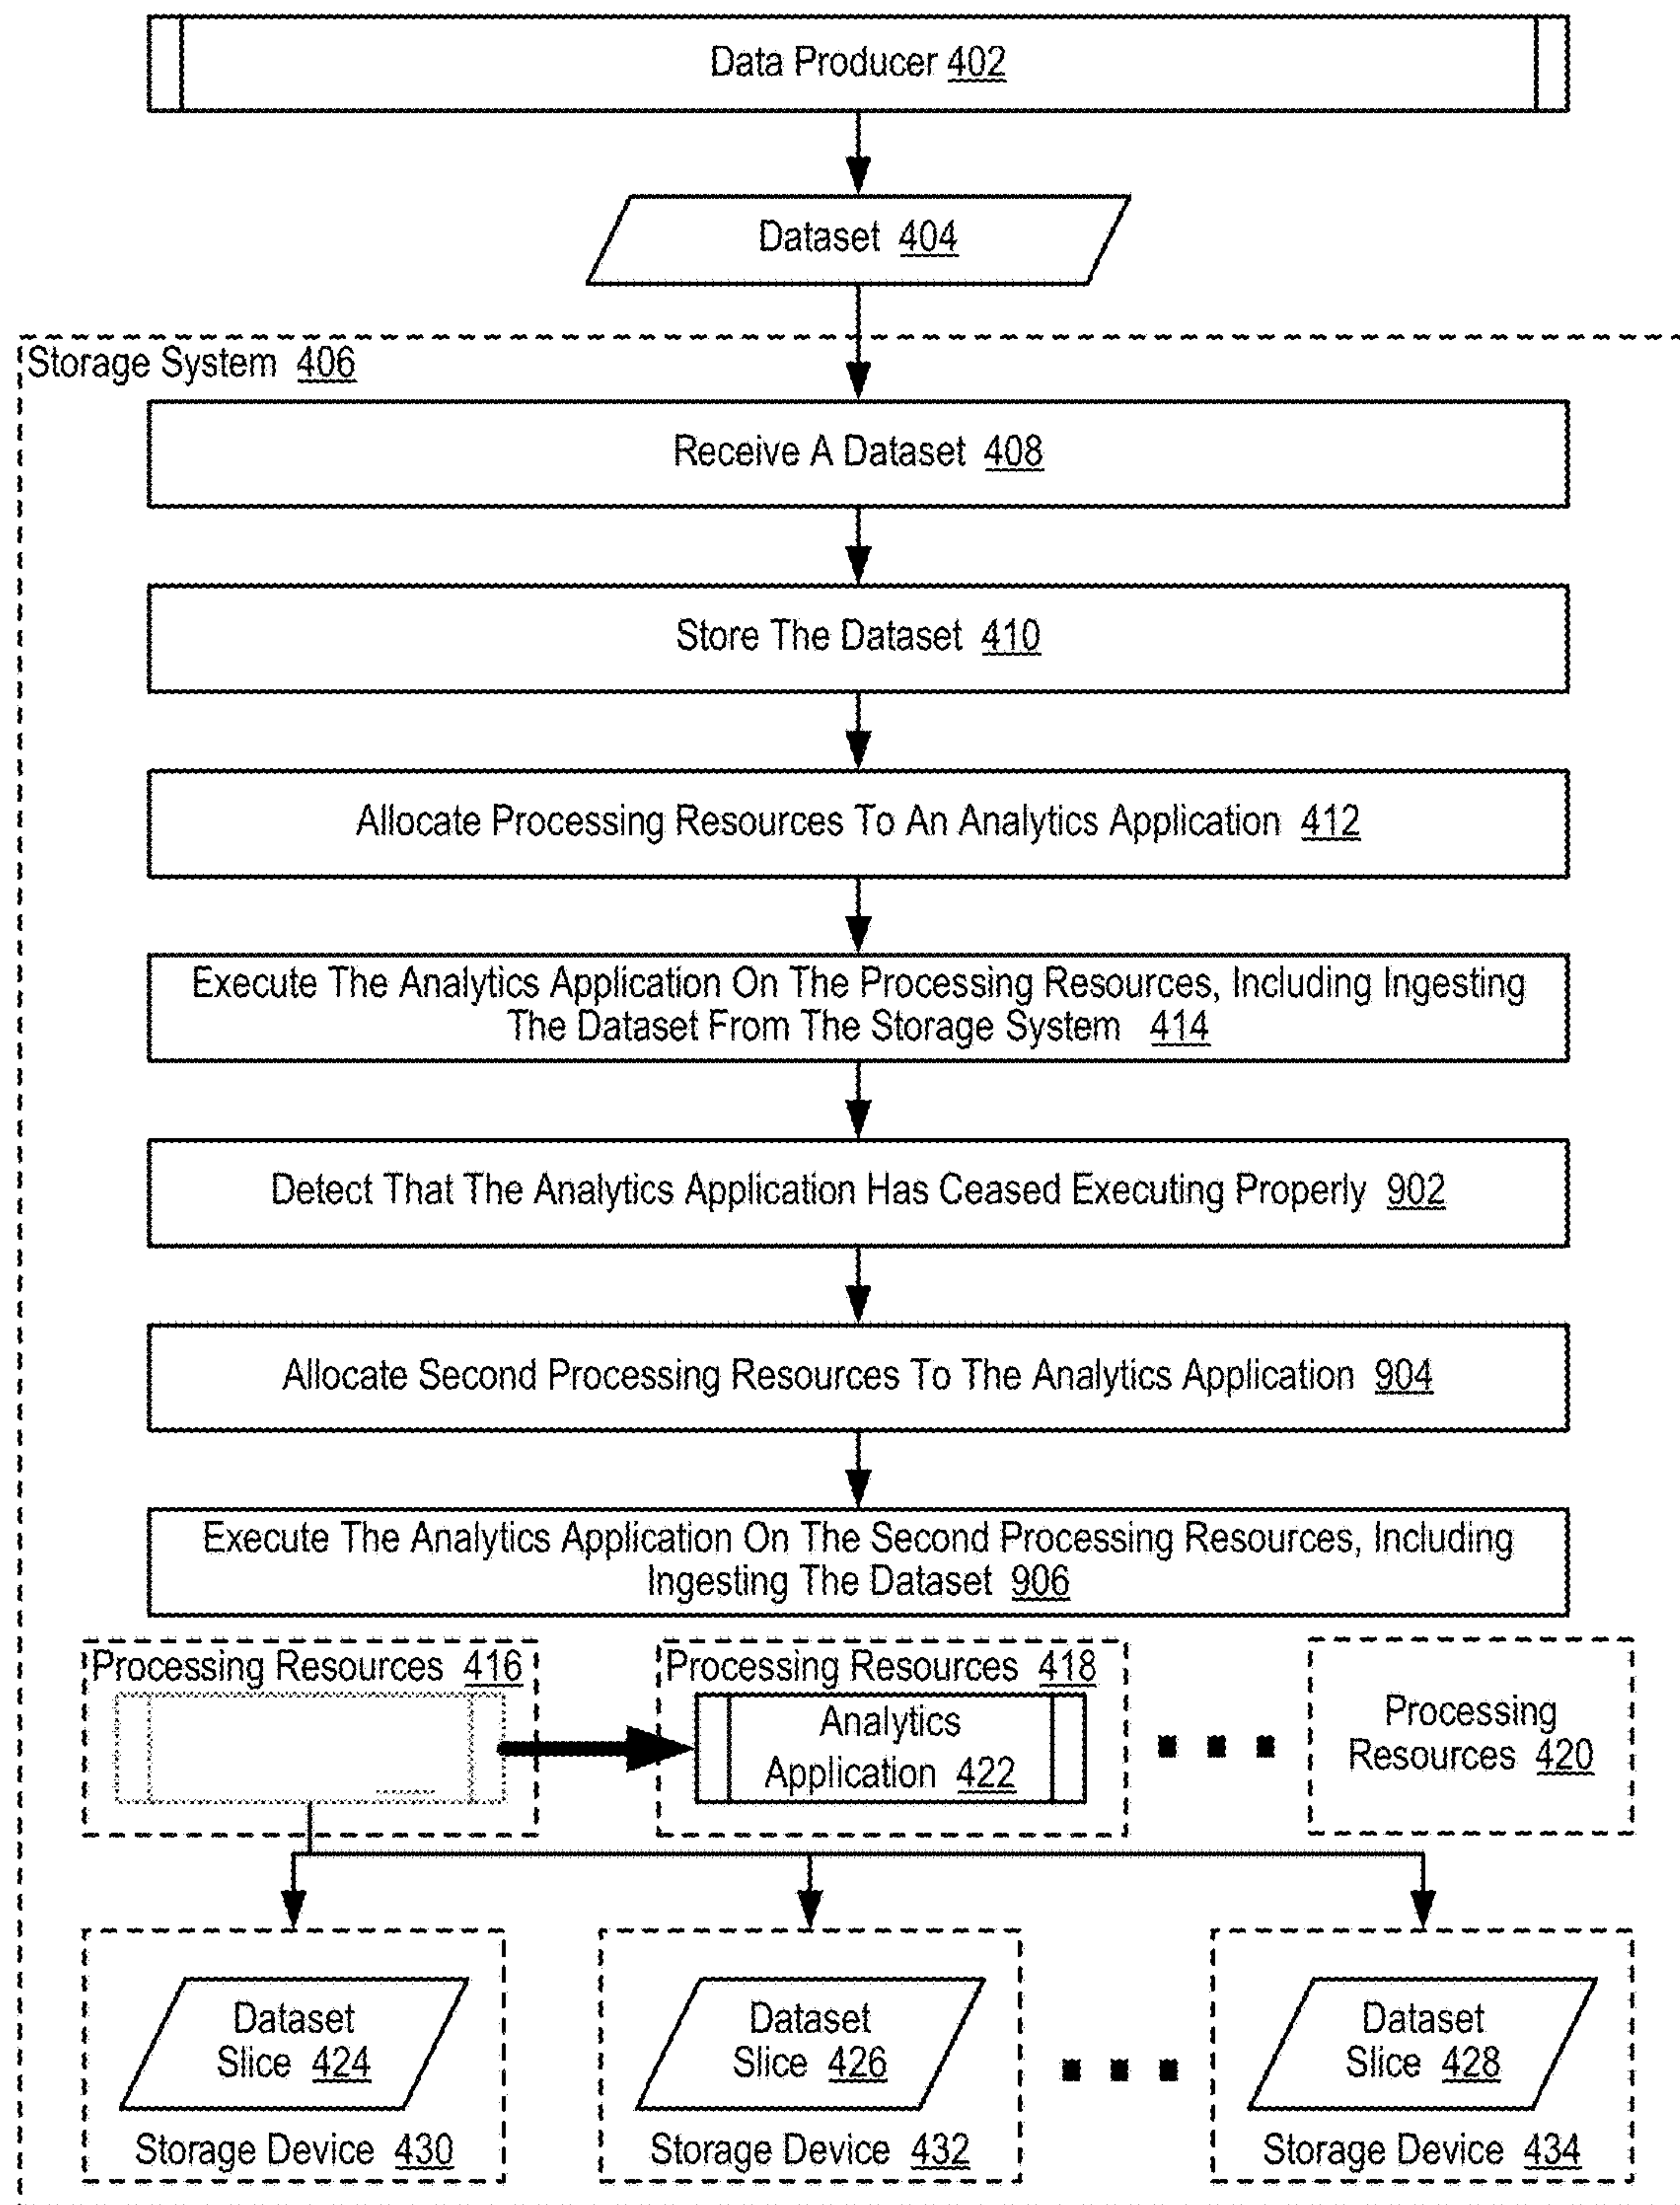 Data Producer 402
Dataset 404
Storage System 406
Receive A Dataset 408
Store The Dataset 410
Allocate Processing Resources To An Analytics Application 412
Execute The Analytics Application On The Processing Resources, Including Ingesting
The Dataset From The Storage System 414
Detect That The Analytics Application Has Ceased Executing Properly 902
Allocate Second Processing Resources To The Analytics Application 904
Execute The Analytics Application On The Second Processing Resources, Including
Ingesting The Dataset 906
Processing Resources 416
Processing Resources 418
Analytics
Application 422
Processing
Resources 420
Dataset
Slice 424
Storage Device 430
Dataset
Slice 426
Storage Device 432
Dataset
Slice 428
Storage Device 434